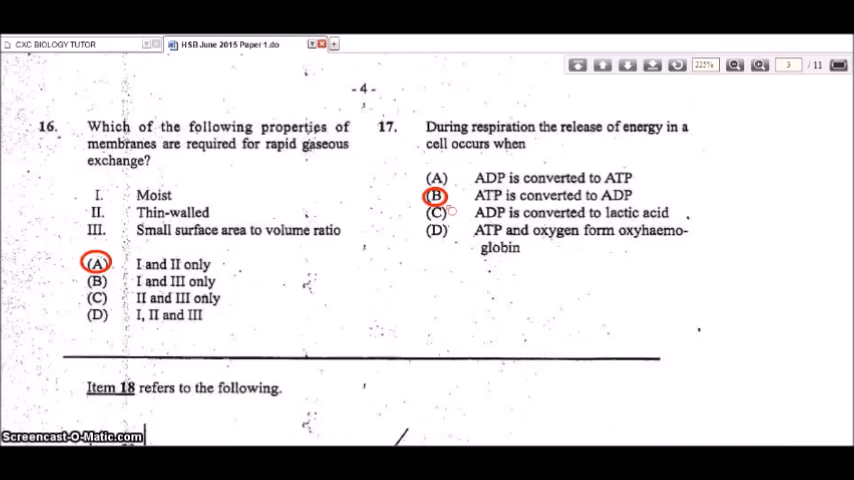 CXC BIOLOGY TUTOR
HSB June 2015 Paper 1.do
225%
3
/ 11
- 4 -
16. Which of the following properties of
membranes are required for rapid gaseous
exchange?
I. Moist
II. Thin-walled
III. Small surface area to volume ratio
(A) I and II only
(B) I and III only
(C) II and III only
(D) I, II and III
17. During respiration the release of energy in a
cell occurs when
(A) ADP is converted to ATP
(B) ATP is converted to ADP
(C) ADP is converted to lactic acid
(D) ATP and oxygen form oxyhaemo-
globin
Item 18 refers to the following.
Screencast-O-Matic.com